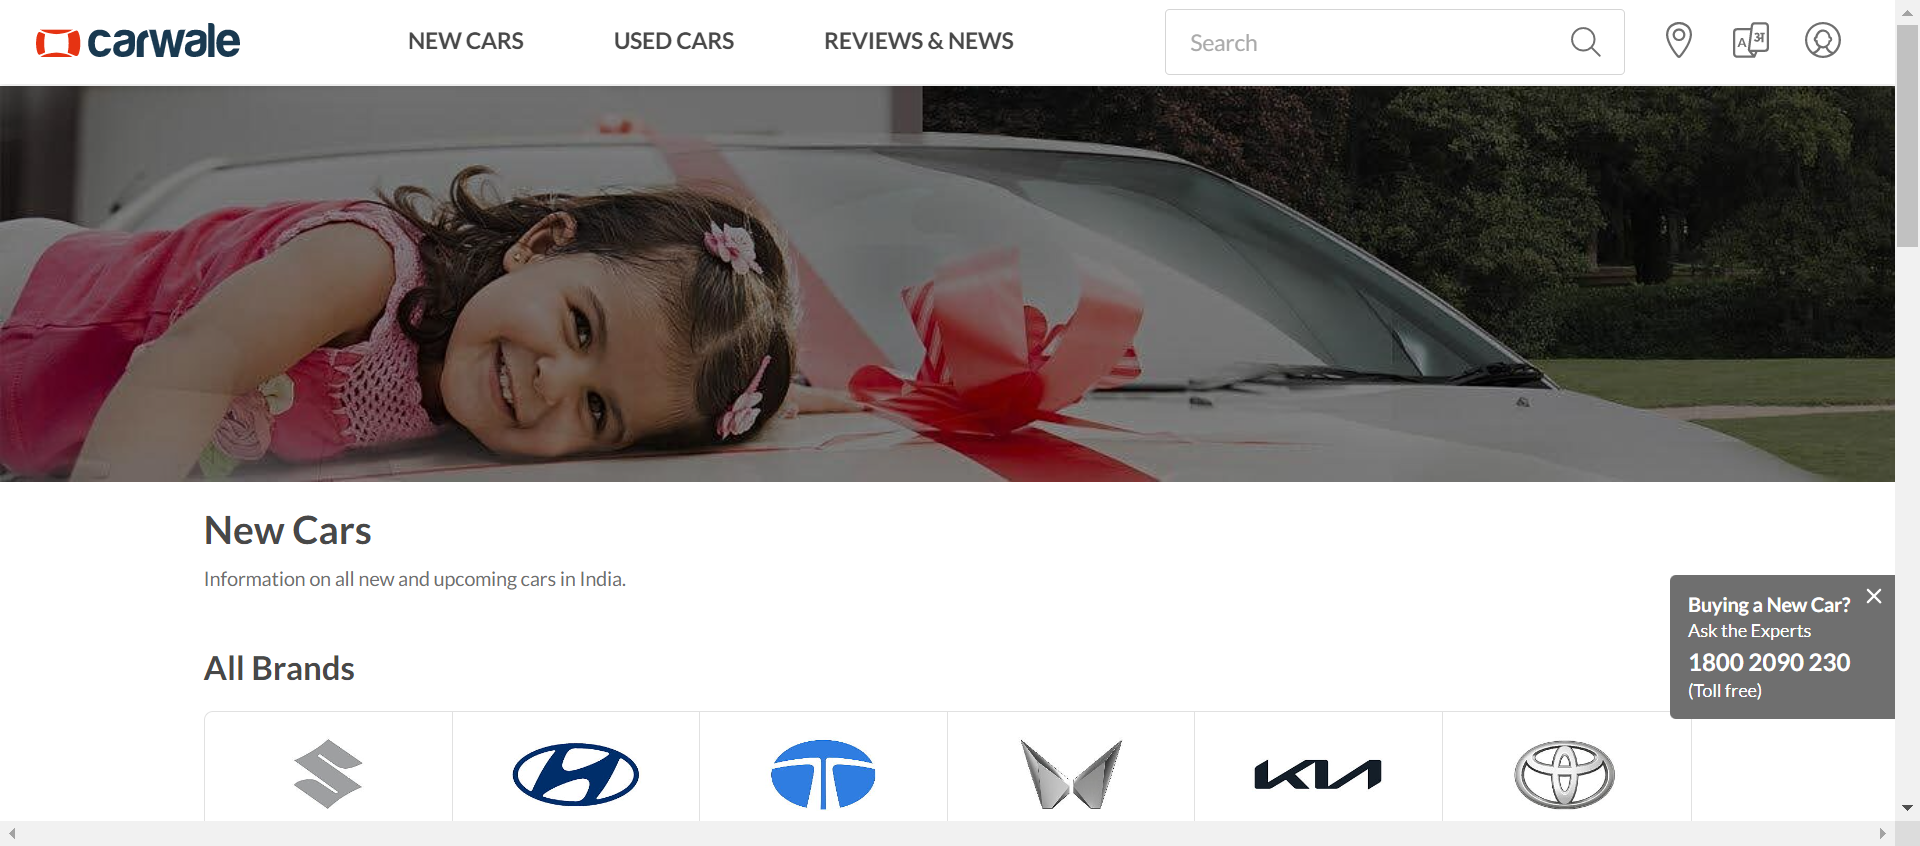 carwale
NEW CARS
USED CARS
REVIEWS & NEWS
Search
A अ
New Cars
Information on all new and upcoming cars in India.
Buying a New Car?
Ask the Experts
1800 2090 230
(Toll free)
All Brands
KIA